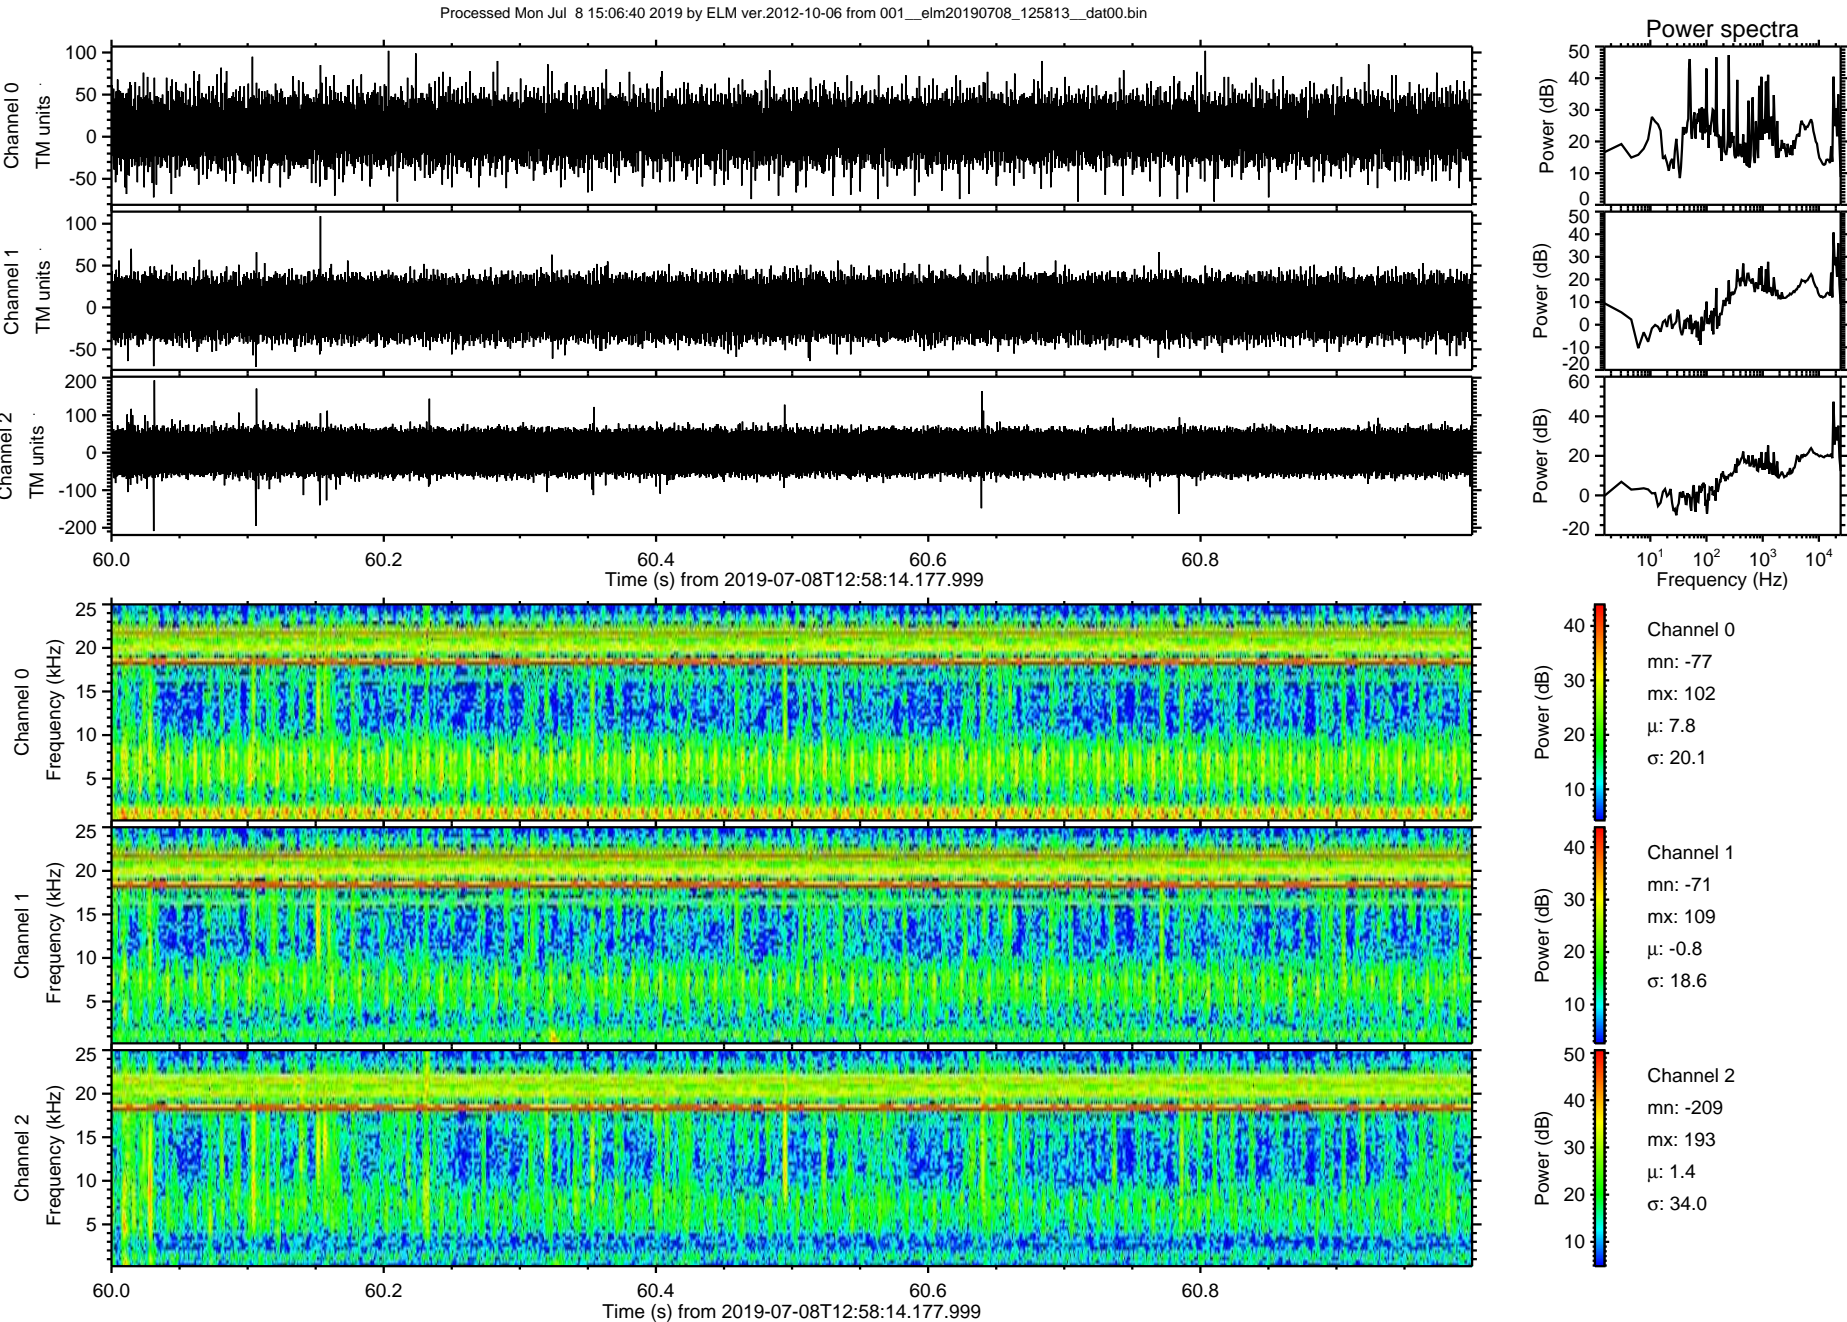 Processed Mon Jul  8 15:06:40 2019 by ELM ver.2012-10-06 from 001__elm20190708_125813__dat00.bin
Power spectra
Channel 0
TM units
100
50
0
-50
Power (dB)
50
40
30
20
10
0
Channel 1
TM units
100
50
0
-50
Power (dB)
50
40
30
20
10
0
-10
-20
Channel 2
TM units
200
100
0
-100
-200
Power (dB)
60
40
20
0
-20
60.0 60.2 60.4 60.6 60.8
Time (s) from 2019-07-08T12:58:14.177.999
10¹ 10² 10³ 10⁴
Frequency (Hz)
Channel 0
Frequency (kHz)
25
20
15
10
5
Power (dB)
40
30
20
10
Channel 0
mn: -77
mx: 102
μ: 7.8
σ: 20.1
Channel 1
Frequency (kHz)
25
20
15
10
5
Power (dB)
40
30
20
10
Channel 1
mn: -71
mx: 109
μ: -0.8
σ: 18.6
Channel 2
Frequency (kHz)
25
20
15
10
5
Power (dB)
50
40
30
20
10
Channel 2
mn: -209
mx: 193
μ: 1.4
σ: 34.0
60.0 60.2 60.4 60.6 60.8
Time (s) from 2019-07-08T12:58:14.177.999